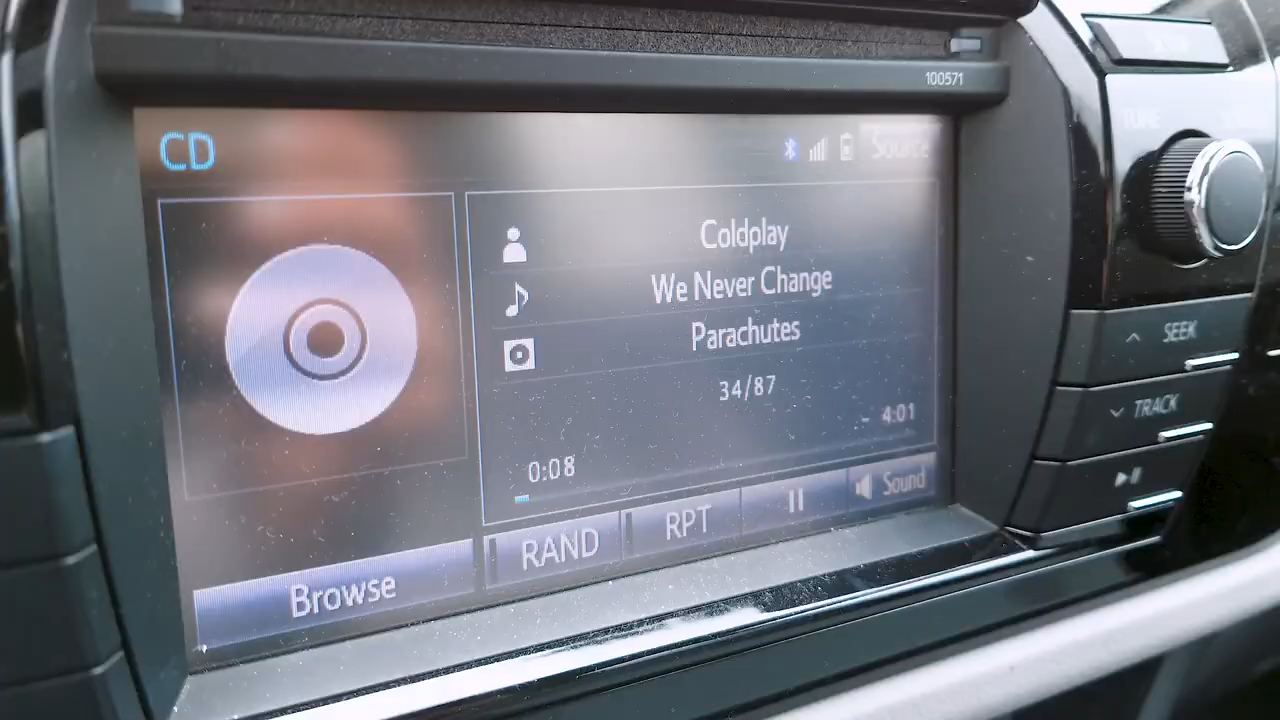 100571
CD
Source
Coldplay
We Never Change
Parachutes
34/87
0:08
- 4:01
Browse
RAND
RPT
Sound
TUNE
SEEK
TRACK